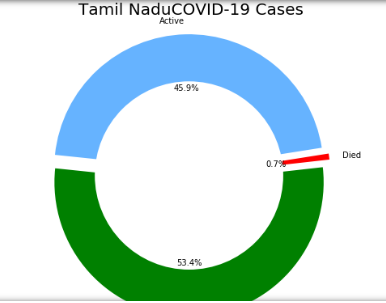 Tamil NaduCOVID-19 Cases
Active
45.9%
0.7%
Died
53.4%